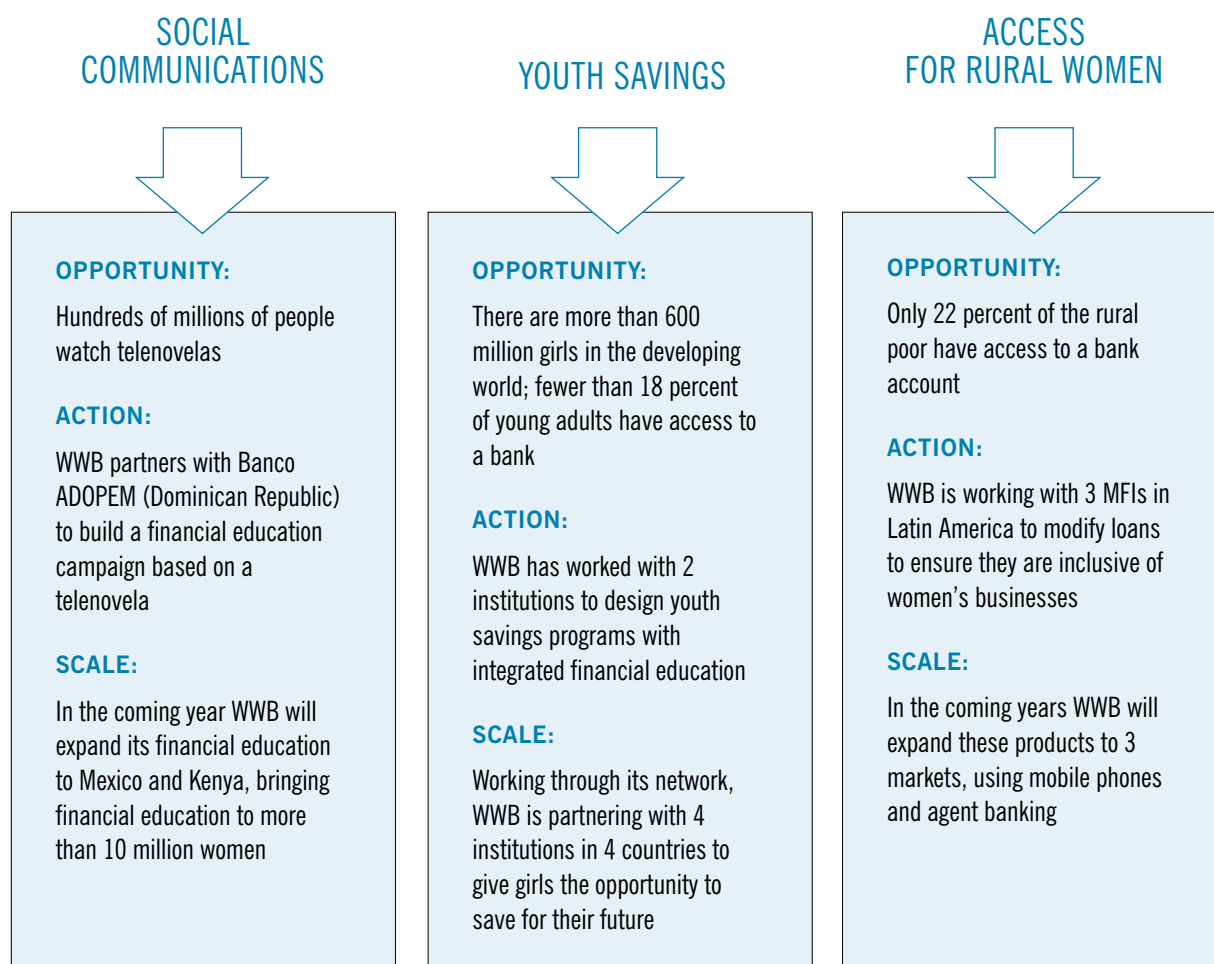 SOCIAL
COMMUNICATIONS
OPPORTUNITY:
Hundreds of millions of people
watch telenovelas
ACTION:
WWB partners with Banco
ADOPEM (Dominican Republic)
to build a financial education
campaign based on a
telenovela
SCALE:
In the coming year WWB will
expand its financial education
to Mexico and Kenya, bringing
financial education to more
than 10 million women
YOUTH SAVINGS
OPPORTUNITY:
There are more than 600
million girls in the developing
world; fewer than 18 percent
of young adults have access to
a bank
ACTION:
WWB has worked with 2
institutions to design youth
savings programs with
integrated financial education
SCALE:
Working through its network,
WWB is partnering with 4
institutions in 4 countries to
give girls the opportunity to
save for their future
ACCESS
FOR RURAL WOMEN
OPPORTUNITY:
Only 22 percent of the rural
poor have access to a bank
account
ACTION:
WWB is working with 3 MFIs in
Latin America to modify loans
to ensure they are inclusive of
women’s businesses
SCALE:
In the coming years WWB will
expand these products to 3
markets, using mobile phones
and agent banking